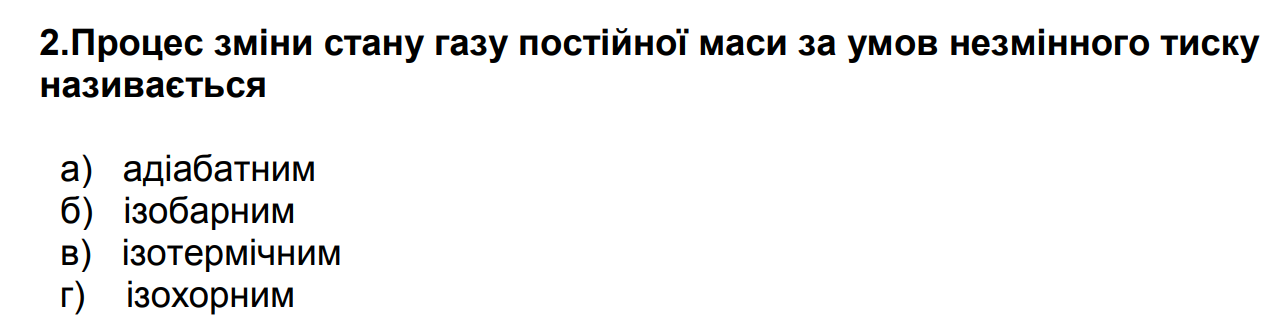 2.Процес зміни стану газу постійної маси за умов незмінного тиску
називається
а) адіабатним
б) ізобарним
в) ізотермічним
г) ізохорним